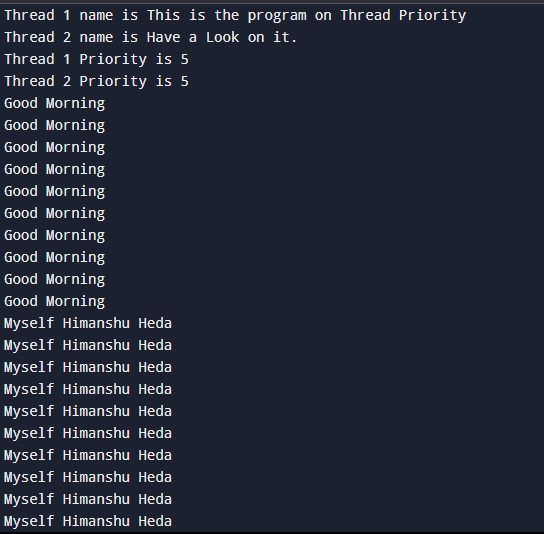 Thread 1 name is This is the program on Thread Priority
Thread 2 name is Have a Look on it.
Thread 1 Priority is 5
Thread 2 Priority is 5
Good Morning
Good Morning
Good Morning
Good Morning
Good Morning
Good Morning
Good Morning
Good Morning
Good Morning
Good Morning
Myself Himanshu Heda
Myself Himanshu Heda
Myself Himanshu Heda
Myself Himanshu Heda
Myself Himanshu Heda
Myself Himanshu Heda
Myself Himanshu Heda
Myself Himanshu Heda
Myself Himanshu Heda
Myself Himanshu Heda